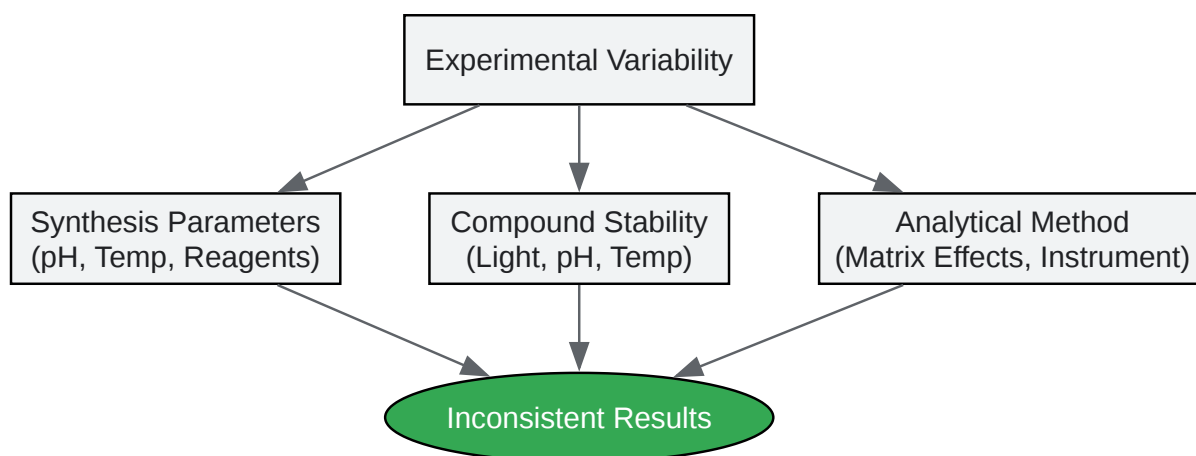 Experimental Variability
Synthesis Parameters
(pH, Temp, Reagents)
Compound Stability
(Light, pH, Temp)
Analytical Method
(Matrix Effects, Instrument)
Inconsistent Results